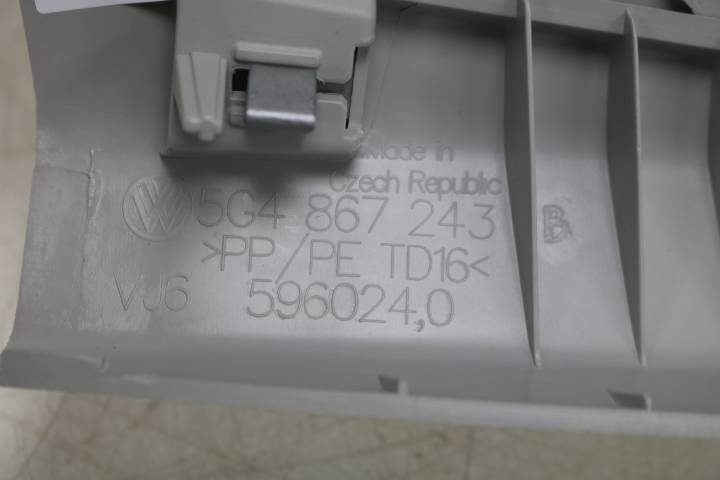 Made in
Czech Republic
5G4 867 243 B
>PP/PE TD16<
VJ6 596024,0